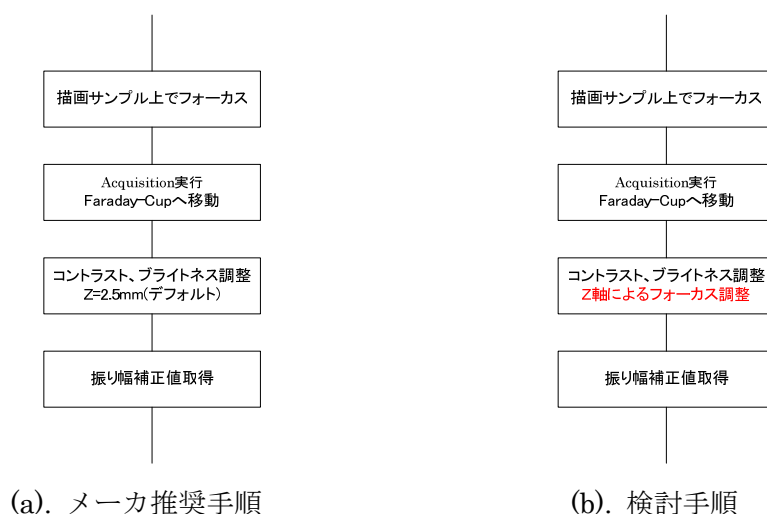 描画サンプル上でフォーカス
Acquisition実行
Faraday-Cupへ移動
コントラスト、ブライトネス調整
Z=2.5mm(デフォルト)
振り幅補正値取得
(a). メーカ推奨手順
描画サンプル上でフォーカス
Acquisition実行
Faraday-Cupへ移動
コントラスト、ブライトネス調整
Z軸によるフォーカス調整
振り幅補正値取得
(b). 検討手順